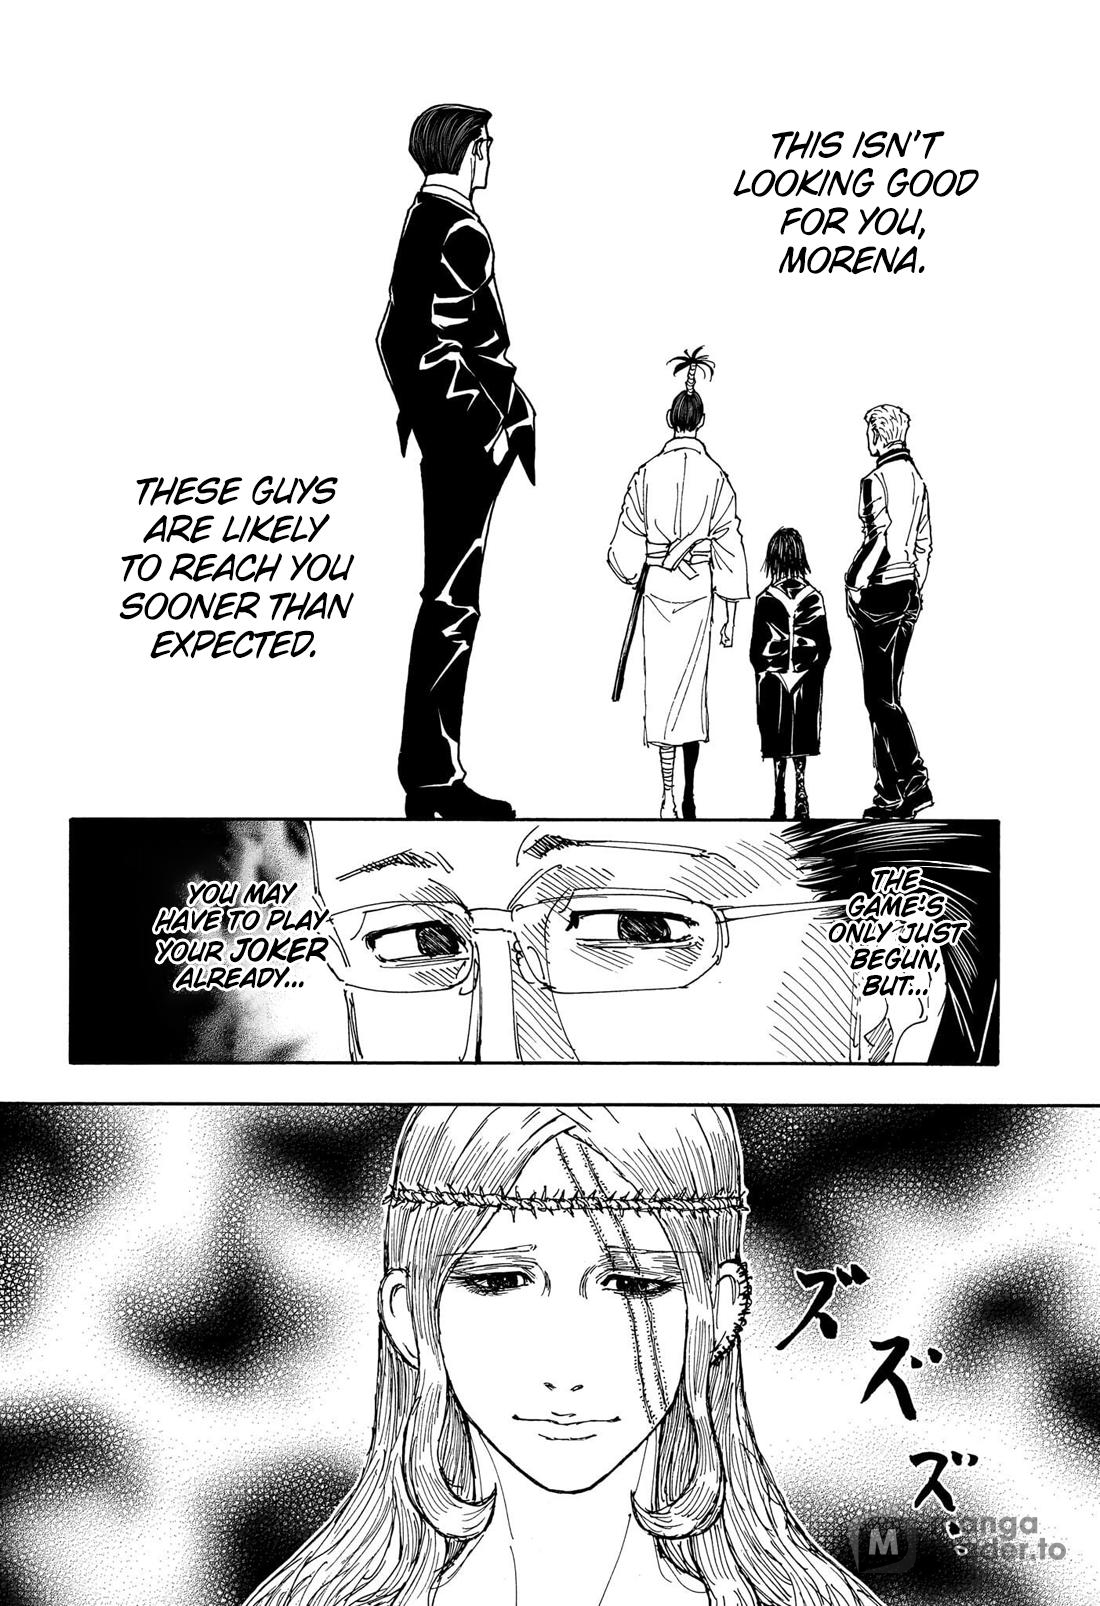 THIS ISN'T
LOOKING GOOD
FOR YOU,
MORENA.
THESE GUYS
ARE LIKELY
TO REACH YOU
SOONER THAN
EXPECTED.
THE
GAME'S
ONLY JUST
BEGUN,
BUT...
YOU MAY
HAVE TO PLAY
YOUR JOKER
ALREADY...
ズ
ズ
ズ
M